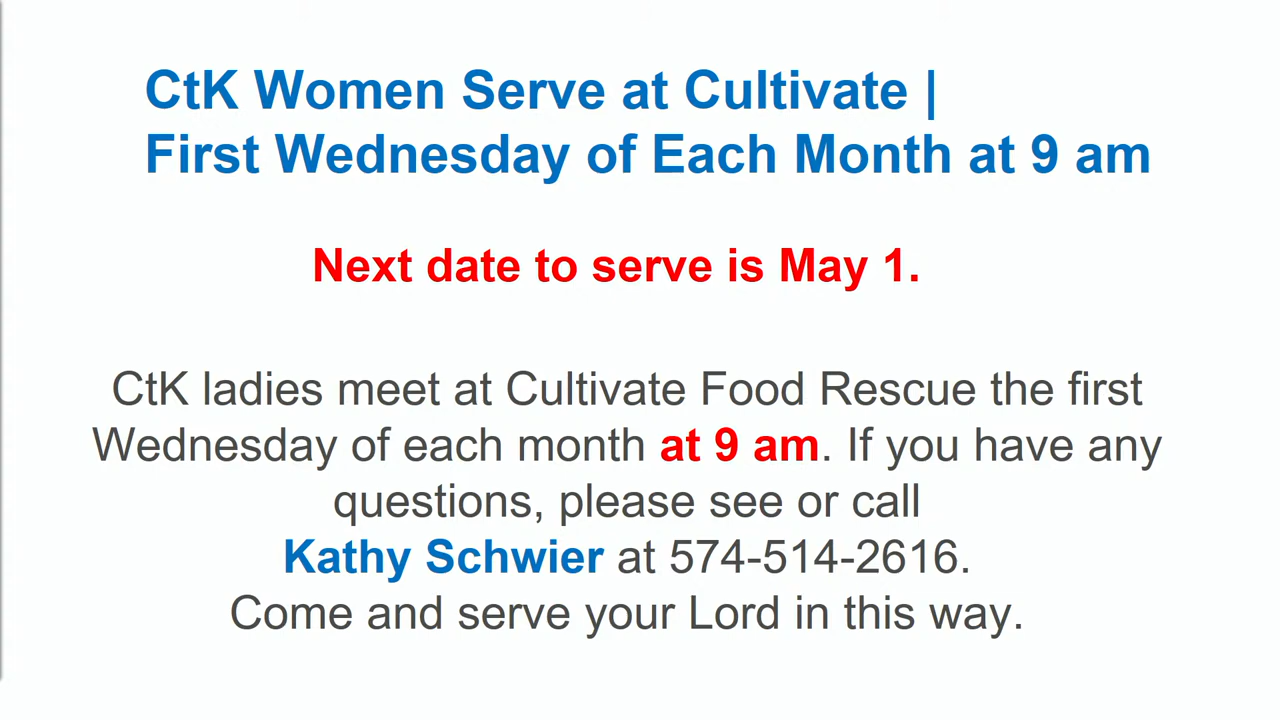 CtK Women Serve at Cultivate |
First Wednesday of Each Month at 9 am
Next date to serve is May 1.
CtK ladies meet at Cultivate Food Rescue the first
Wednesday of each month at 9 am. If you have any
questions, please see or call
Kathy Schwier at 574-514-2616.
Come and serve your Lord in this way.